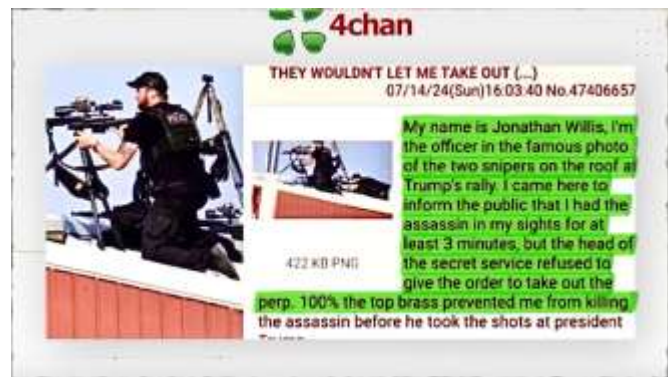 4chan
THEY WOULDN'T LET ME TAKE OUT (...)
07/14/24(Sun)16:03:40 No.47406657
My name is Jonathan Willis, I'm
the officer in the famous photo
of the two snipers on the roof at
Trump's rally. I came here to
inform the public that I had the
assassin in my sights for at
least 3 minutes, but the head of
the secret service refused to
give the order to take out the
perp. 100% the top brass prevented me from killing
the assassin before he took the shots at president
422 KB PNG